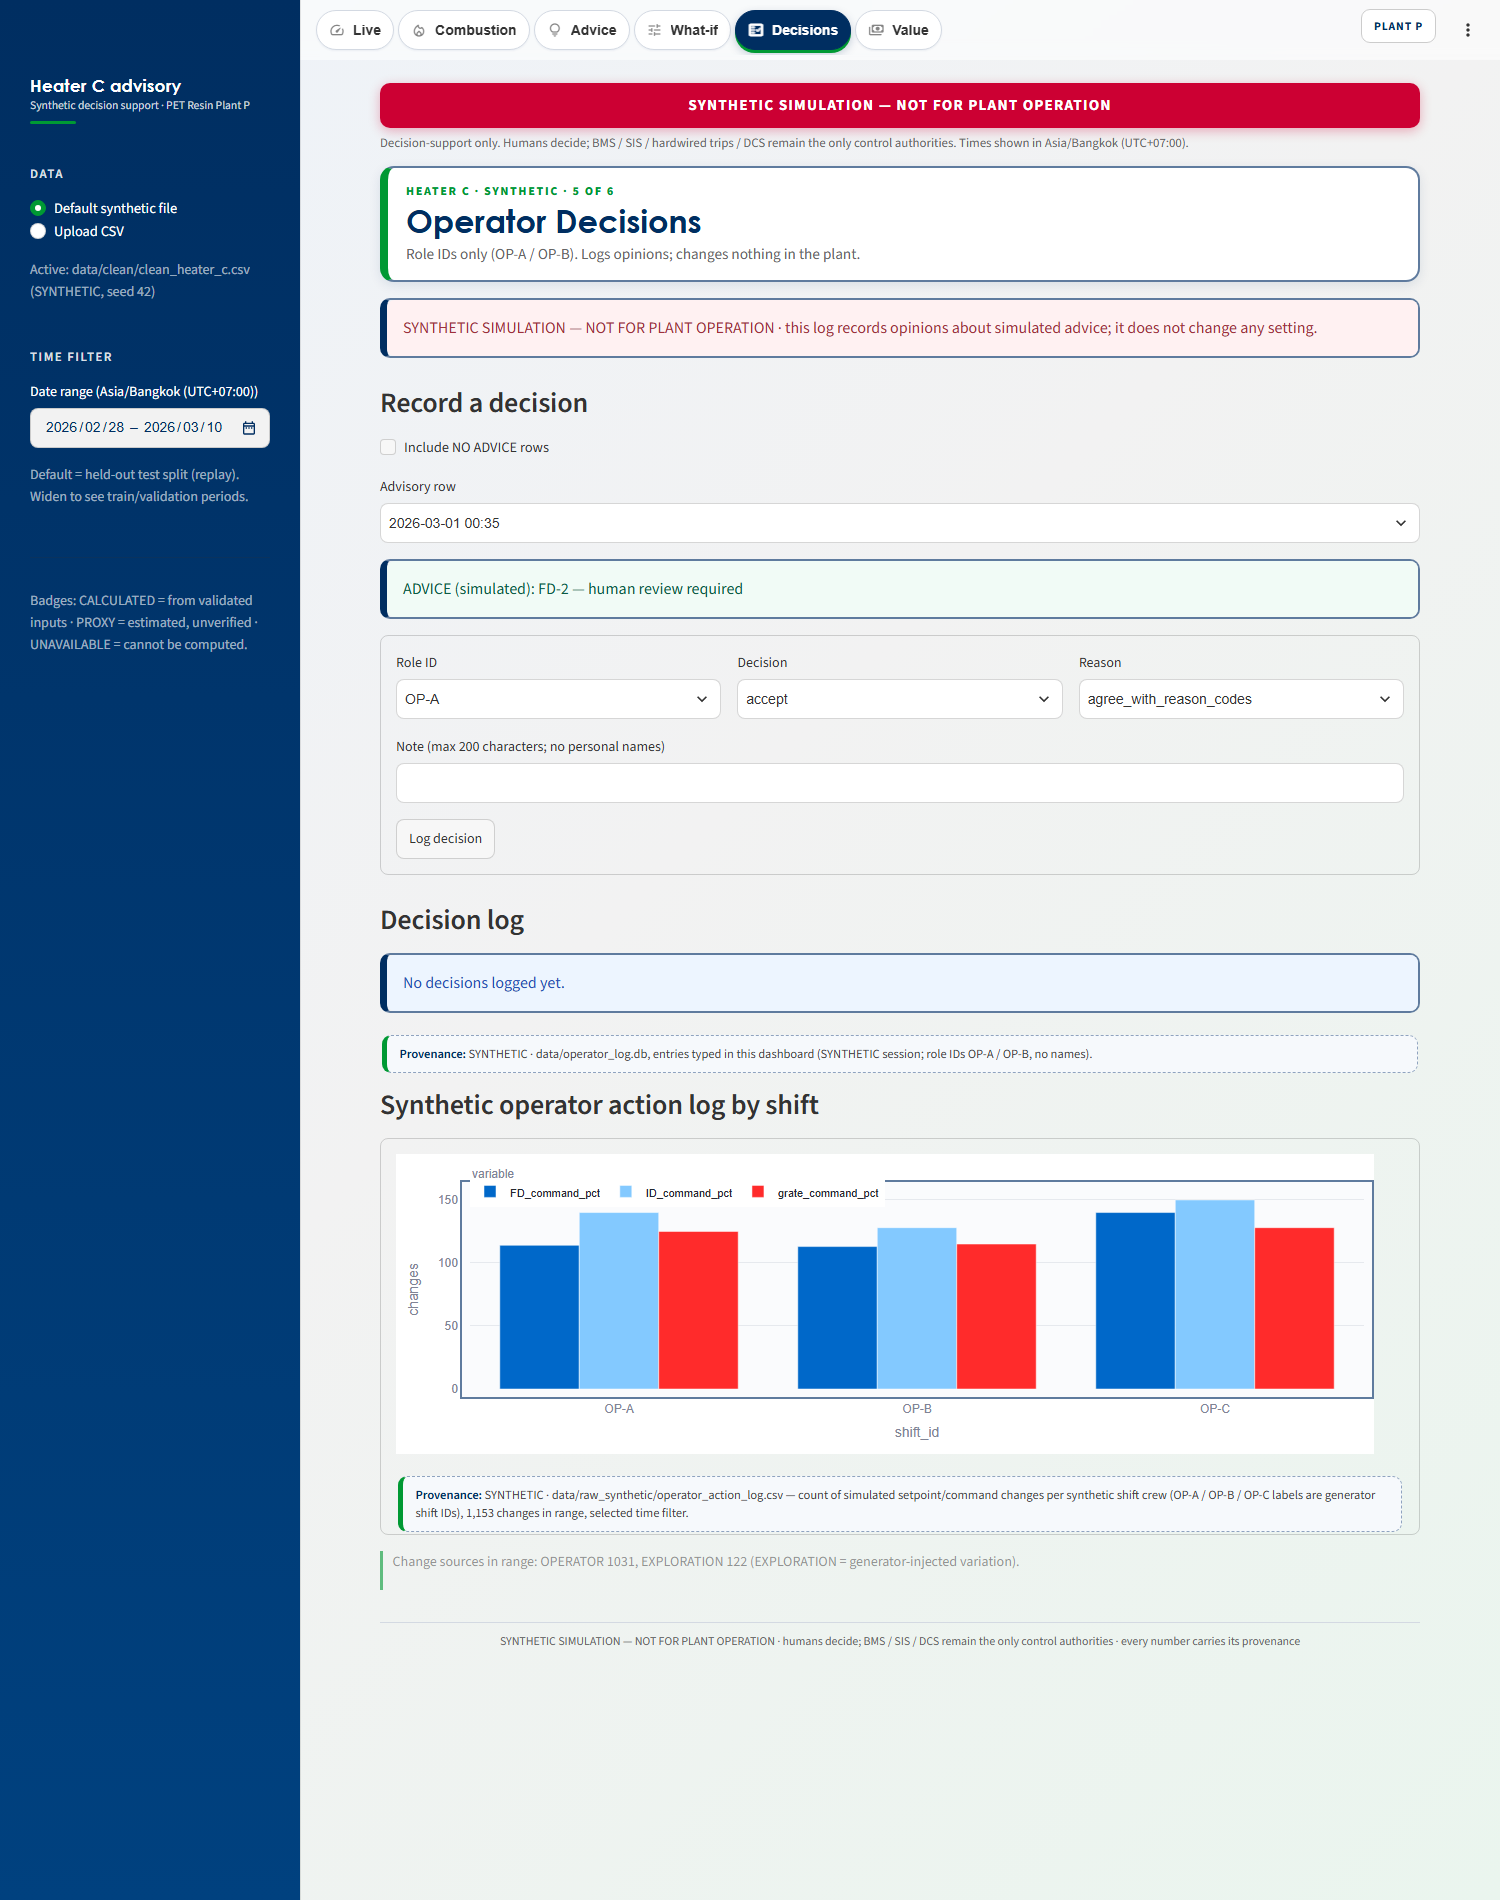 Live
Combustion
Advice
What-if
Decisions
Value
PLANT P
Heater C advisory
Synthetic decision support · PET Resin Plant P
DATA
Default synthetic file
Upload CSV
Active: data/clean/clean_heater_c.csv
(SYNTHETIC, seed 42)
TIME FILTER
Date range (Asia/Bangkok (UTC+07:00))
2026/02/28 – 2026/03/10
Default = held-out test split (replay).
Widen to see train/validation periods.
Badges: CALCULATED = from validated
inputs · PROXY = estimated, unverified ·
UNAVAILABLE = cannot be computed.
SYNTHETIC SIMULATION — NOT FOR PLANT OPERATION
Decision-support only. Humans decide; BMS / SIS / hardwired trips / DCS remain the only control authorities. Times shown in Asia/Bangkok (UTC+07:00).
HEATER C · SYNTHETIC · 5 OF 6
Operator Decisions
Role IDs only (OP-A / OP-B). Logs opinions; changes nothing in the plant.
SYNTHETIC SIMULATION — NOT FOR PLANT OPERATION · this log records opinions about simulated advice; it does not change any setting.
Record a decision
Include NO ADVICE rows
Advisory row
2026-03-01 00:35
ADVICE (simulated): FD-2 — human review required
Role ID
Decision
Reason
OP-A
accept
agree_with_reason_codes
Note (max 200 characters; no personal names)
Log decision
Decision log
No decisions logged yet.
Provenance: SYNTHETIC · data/operator_log.db, entries typed in this dashboard (SYNTHETIC session; role IDs OP-A / OP-B, no names).
Synthetic operator action log by shift
variable
FD_command_pct
ID_command_pct
grate_command_pct
150
100
50
0
changes
OP-A
OP-B
OP-C
shift_id
Provenance: SYNTHETIC · data/raw_synthetic/operator_action_log.csv — count of simulated setpoint/command changes per synthetic shift crew (OP-A / OP-B / OP-C labels are generator
shift IDs), 1,153 changes in range, selected time filter.
Change sources in range: OPERATOR 1031, EXPLORATION 122 (EXPLORATION = generator-injected variation).
SYNTHETIC SIMULATION — NOT FOR PLANT OPERATION · humans decide; BMS / SIS / DCS remain the only control authorities · every number carries its provenance